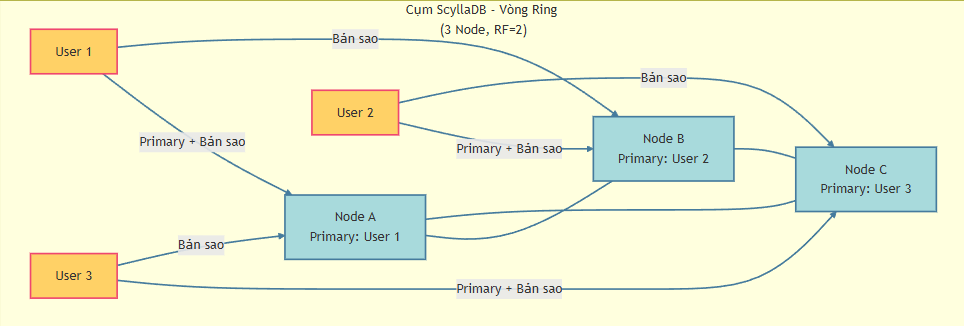 Cụm ScyllaDB - Vòng Ring
(3 Node, RF=2)
User 1
Bản sao
Bản sao
User 2
Primary + Bản sao
Primary + Bản sao
Node B
Primary: User 2
Node C
Primary: User 3
Node A
Primary: User 1
Bản sao
User 3
Primary + Bản sao